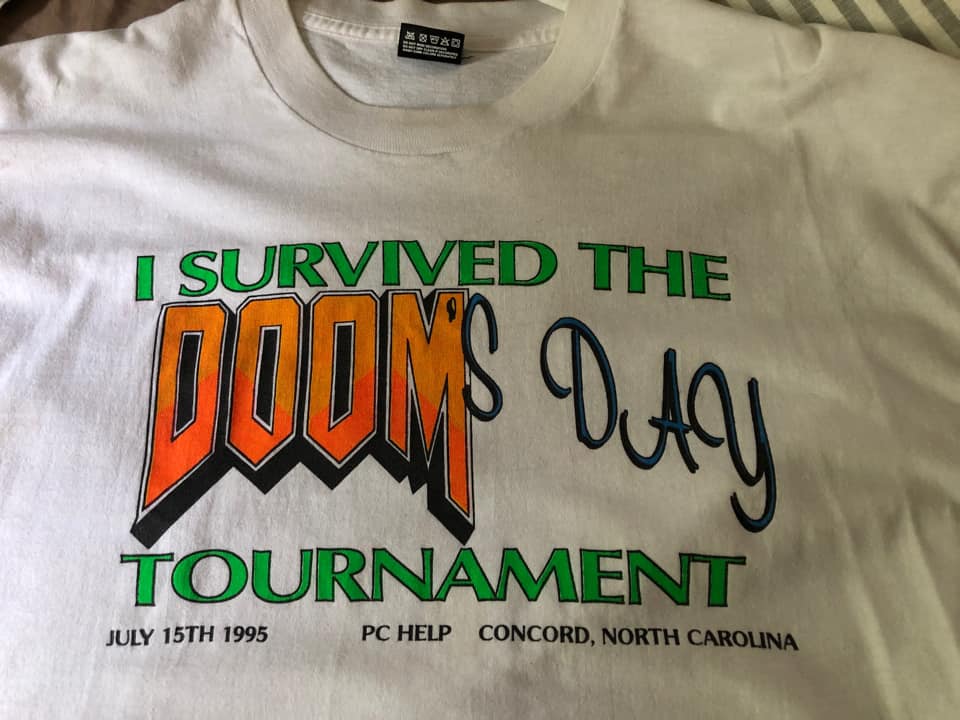 I SURVIVED THE
DOOM'S DAY
TOURNAMENT
JULY 15TH 1995 PC HELP CONCORD, NORTH CAROLINA